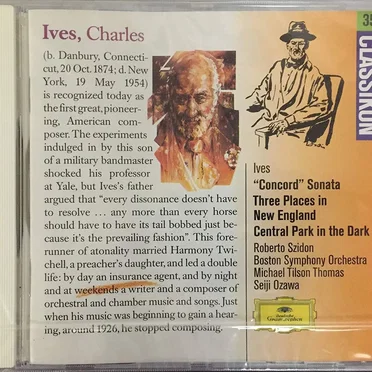 Ives, Charles
(b. Danbury, Connecti-
cut, 20 Oct. 1874; d. New
York, 19 May 1954)
is recognized today as
the first great, pioneer-
ing, American com-
poser. The experiments
indulged in by this son
of a military bandmaster
shocked his professor
at Yale, but Ives's father
argued that "every dissonance doesn't have
to resolve ... any more than every horse
should have to have its tail bobbed just be-
cause it's the prevailing fashion". This fore-
runner of atonality married Harmony Twi-
chell, a preacher's daughter, and led a double
life: by day an insurance agent, and by night
and at weekends a writer and a composer of
orchestral and chamber music and songs. Just
when his music was beginning to gain a hear-
ing, around 1926, he stopped composing.
CLASSIKON
Ives
"Concord" Sonata
Three Places in
New England
Central Park in the Dark
Roberto Szidon
Boston Symphony Orchestra
Michael Tilson Thomas
Seiji Ozawa
Deutsche
Grammophon